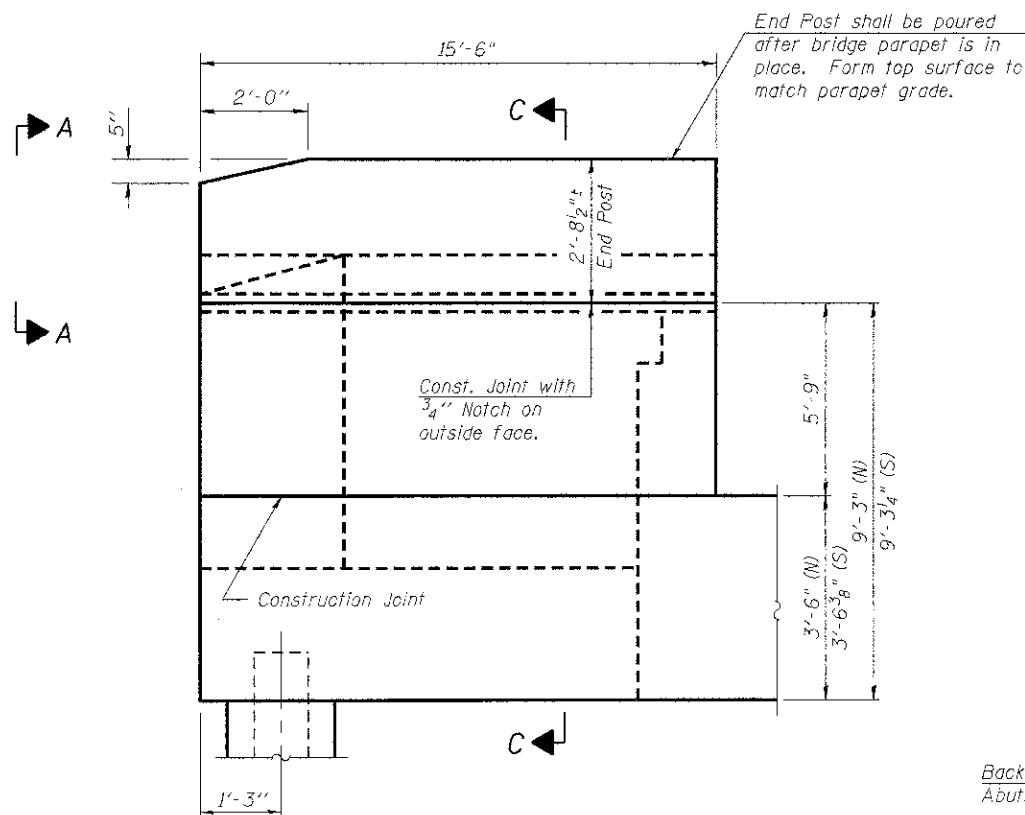 End Post shall be poured
after bridge parapet is in
place. Form top surface to
match parapet grade.
15'-6"
2'-0"
C
A
5"
2'-8½"±
End Post
A
Const. Joint with
¾" Notch on
outside face.
5'-9"
9'-3" (N)
9'-3¼" (S)
3'-6" (N)
3'-6⅜" (S)
Construction Joint
C
1'-3"
Back
Abut.